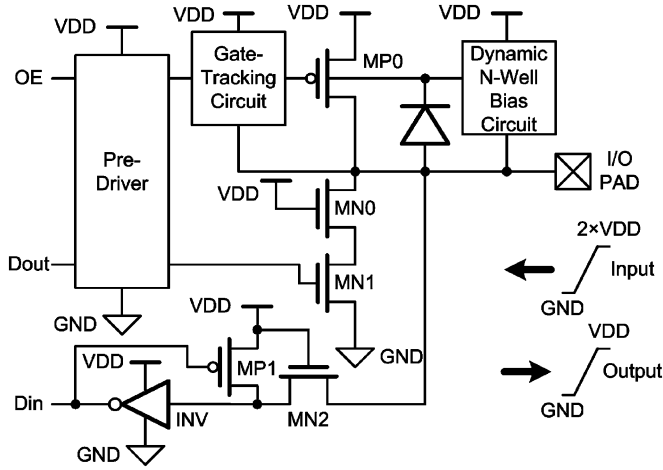 VDD
VDD
VDD
VDD
OE
Gate-
Tracking
Circuit
MP0
Dynamic
N-Well
Bias
Circuit
Pre-
Driver
I/O
PAD
VDD
MN0
2×VDD
Input
GND
Dout
MN1
GND
VDD
GND
VDD
Output
GND
VDD
MP1
Din
INV
MN2
GND